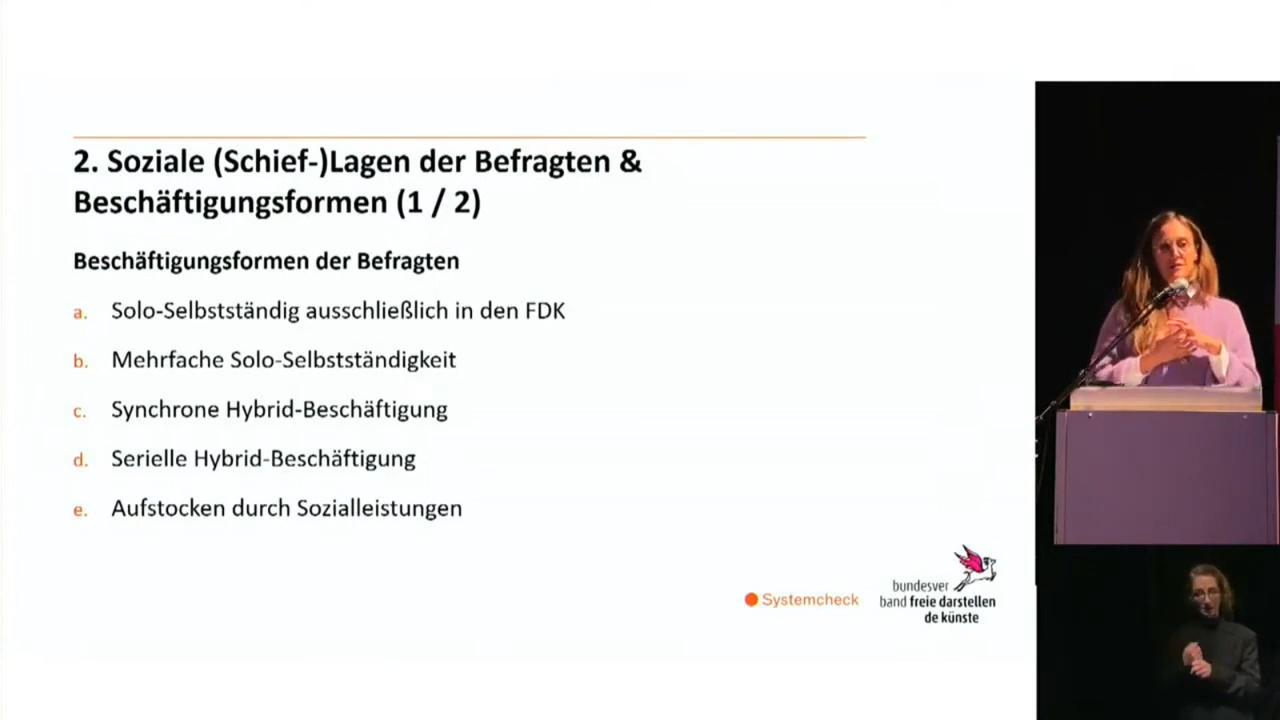 2. Soziale (Schief-)Lagen der Befragten &
Beschäftigungsformen (1 / 2)
Beschäftigungsformen der Befragten
a. Solo-Selbstständig ausschließlich in den FDK
b. Mehrfache Solo-Selbstständigkeit
c. Synchrone Hybrid-Beschäftigung
d. Serielle Hybrid-Beschäftigung
e. Aufstocken durch Sozialleistungen
Systemcheck
bundesver
band freie darstellen
de künste